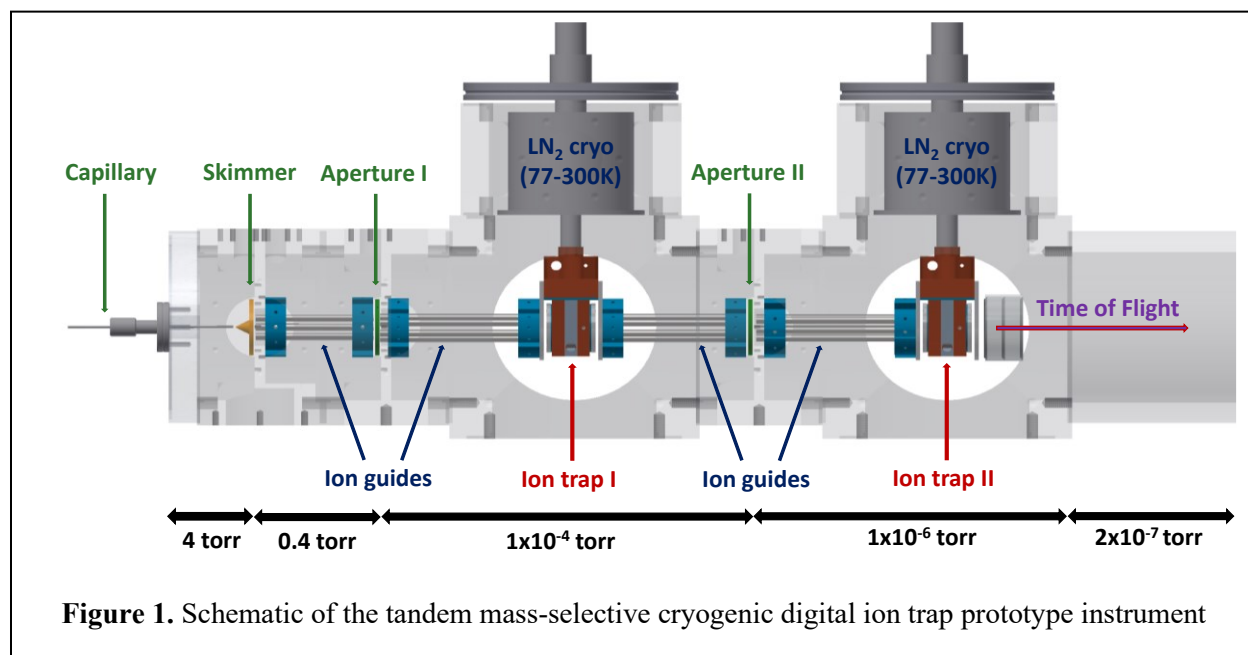 LN₂ cryo
(77-300K)
LN₂ cryo
(77-300K)
Capillary
Skimmer
Aperture I
Aperture II
Time of Flight
Ion guides
Ion trap I
Ion guides
Ion trap II
4 torr
0.4 torr
1x10⁻⁴ torr
1x10⁻⁶ torr
2x10⁻⁷ torr
Figure 1. Schematic of the tandem mass-selective cryogenic digital ion trap prototype instrument